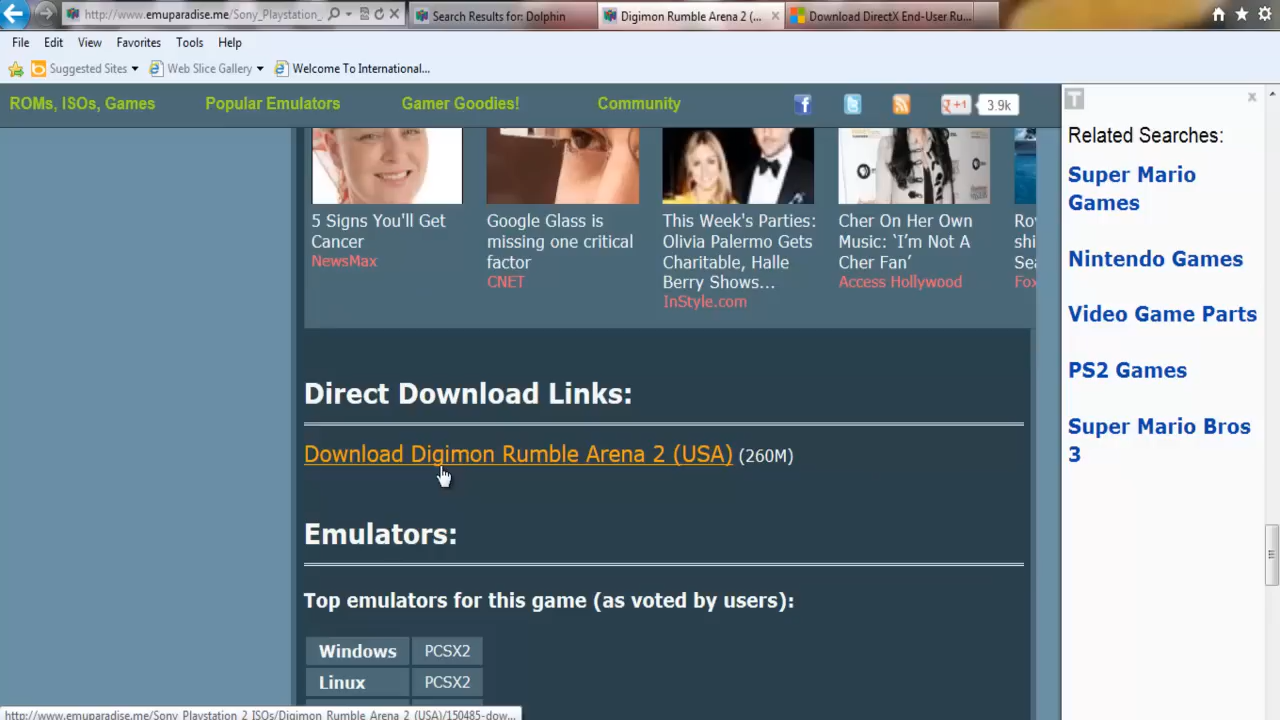 http://www.emuparadise.me/Sony_Playstation_
Search Results for: Dolphin
Digimon Rumble Arena 2 (...
Download DirectX End-User Ru...
File Edit View Favorites Tools Help
Suggested Sites Web Slice Gallery Welcome To International...
ROMs, ISOs, Games Popular Emulators Gamer Goodies! Community +1 3.9k
T
Related Searches:
Super Mario
Games
Nintendo Games
Video Game Parts
PS2 Games
Super Mario Bros
3
5 Signs You'll Get
Cancer
NewsMax
Google Glass is
missing one critical
factor
CNET
This Week's Parties:
Olivia Palermo Gets
Charitable, Halle
Berry Shows...
InStyle.com
Cher On Her Own
Music: 'I'm Not A
Cher Fan'
Access Hollywood
shi
Sea
Fox
Direct Download Links:
Download Digimon Rumble Arena 2 (USA) (260M)
Emulators:
Top emulators for this game (as voted by users):
Windows PCSX2
Linux PCSX2
http://www.emuparadise.me/Sony_Playstation_2_ISOs/Digimon_Rumble_Arena_2_(USA)/150485-dow...